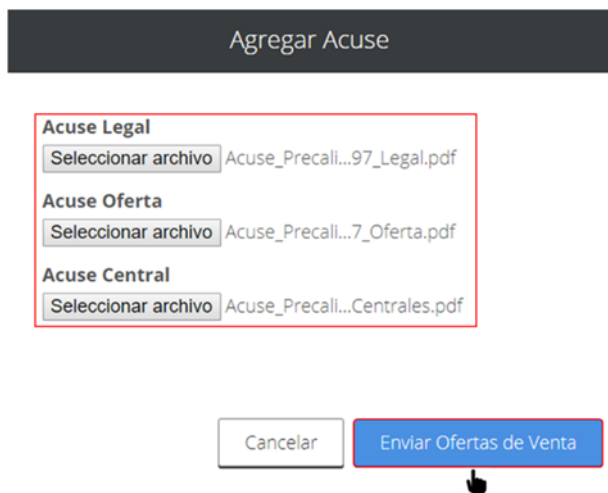 Agregar Acuse
Acuse Legal
Seleccionar archivo Acuse_Precali...97_Legal.pdf
Acuse Oferta
Seleccionar archivo Acuse_Precali...7_Oferta.pdf
Acuse Central
Seleccionar archivo Acuse_Precali...Centrales.pdf
Cancelar Enviar Ofertas de Venta